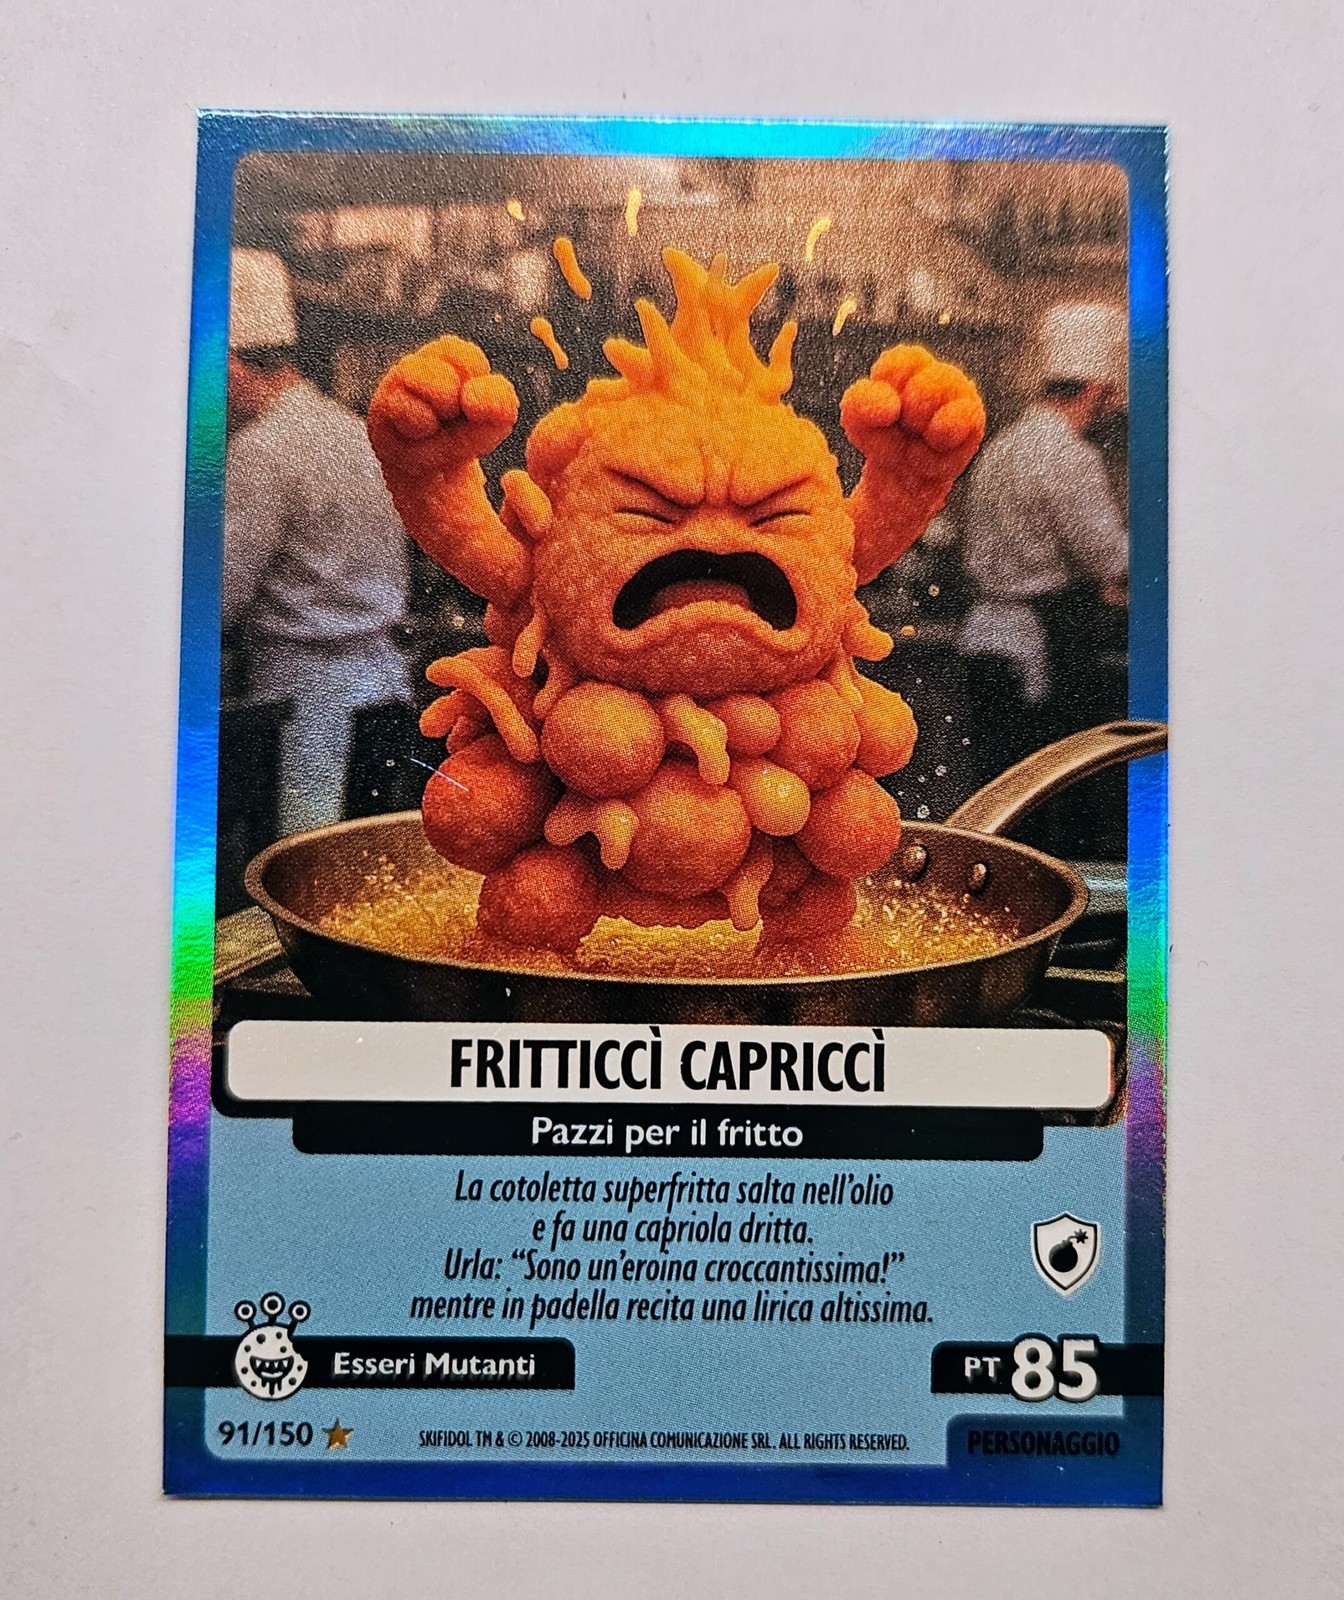 FRITTICCÌ CAPRICCÌ
Pazzi per il fritto
La cotoletta superfritta salta nell'olio
e fa una capriola dritta.
Urla: “Sono un'eroina croccantissima!”
mentre in padella recita una lirica altissima.
Esseri Mutanti
PT 85
91/150
SKIFIDOL TM & © 2008-2025 OFFICINA COMUNICAZIONE SRL. ALL RIGHTS RESERVED.
PERSONAGGIO